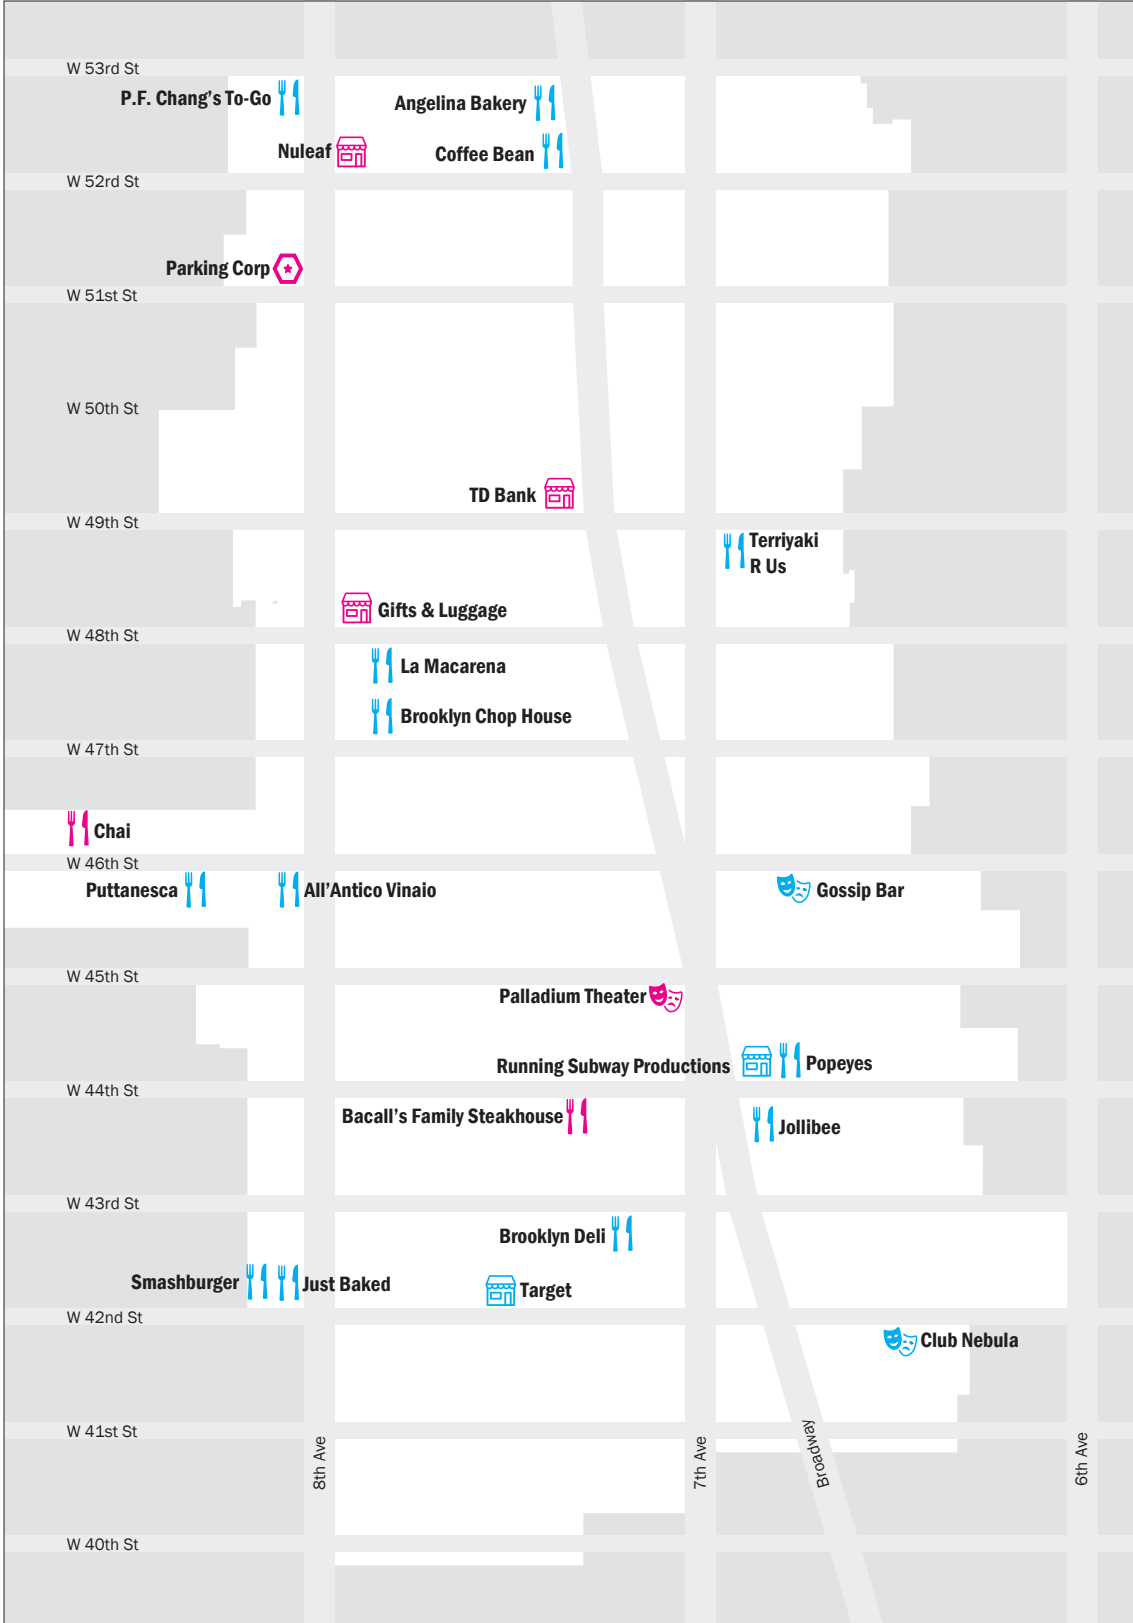 W 53rd St
P.F. Chang's To-Go
Angelina Bakery
Nuleaf
Coffee Bean
W 52rd St
Parking Corp
W 51st St
W 50th St
TD Bank
W 49th St
Terriyaki
R Us
Gifts & Luggage
W 48th St
La Macarena
Brooklyn Chop House
W 47th St
Chai
W 46th St
Puttanesca
All'Antico Vinaio
Gossip Bar
W 45th St
Palladium Theater
Running Subway Productions
Popeyes
W 44th St
Bacall's Family Steakhouse
Jollibee
W 43rd St
Brooklyn Deli
Smashburger
Just Baked
Target
W 42nd St
Club Nebula
W 41st St
8th Ave
7th Ave
Broadway
6th Ave
W 40th St